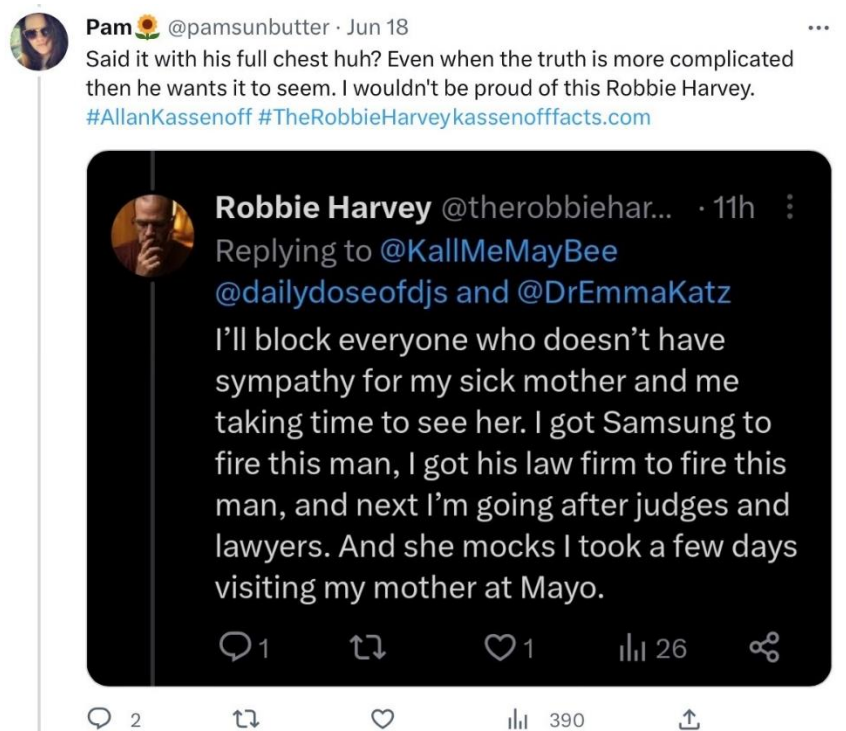 Pam🌻 @pamsunbutter · Jun 18
Said it with his full chest huh? Even when the truth is more complicated
then he wants it to seem. I wouldn't be proud of this Robbie Harvey.
#AllanKassenoff #TheRobbieHarveykassenofffacts.com
Robbie Harvey @therobbiehar... · 11h
Replying to @KallMeMayBee
@dailydoseofdjs and @DrEmmaKatz
I’ll block everyone who doesn’t have
sympathy for my sick mother and me
taking time to see her. I got Samsung to
fire this man, I got his law firm to fire this
man, and next I’m going after judges and
lawyers. And she mocks I took a few days
visiting my mother at Mayo.
1 1 26
2 390